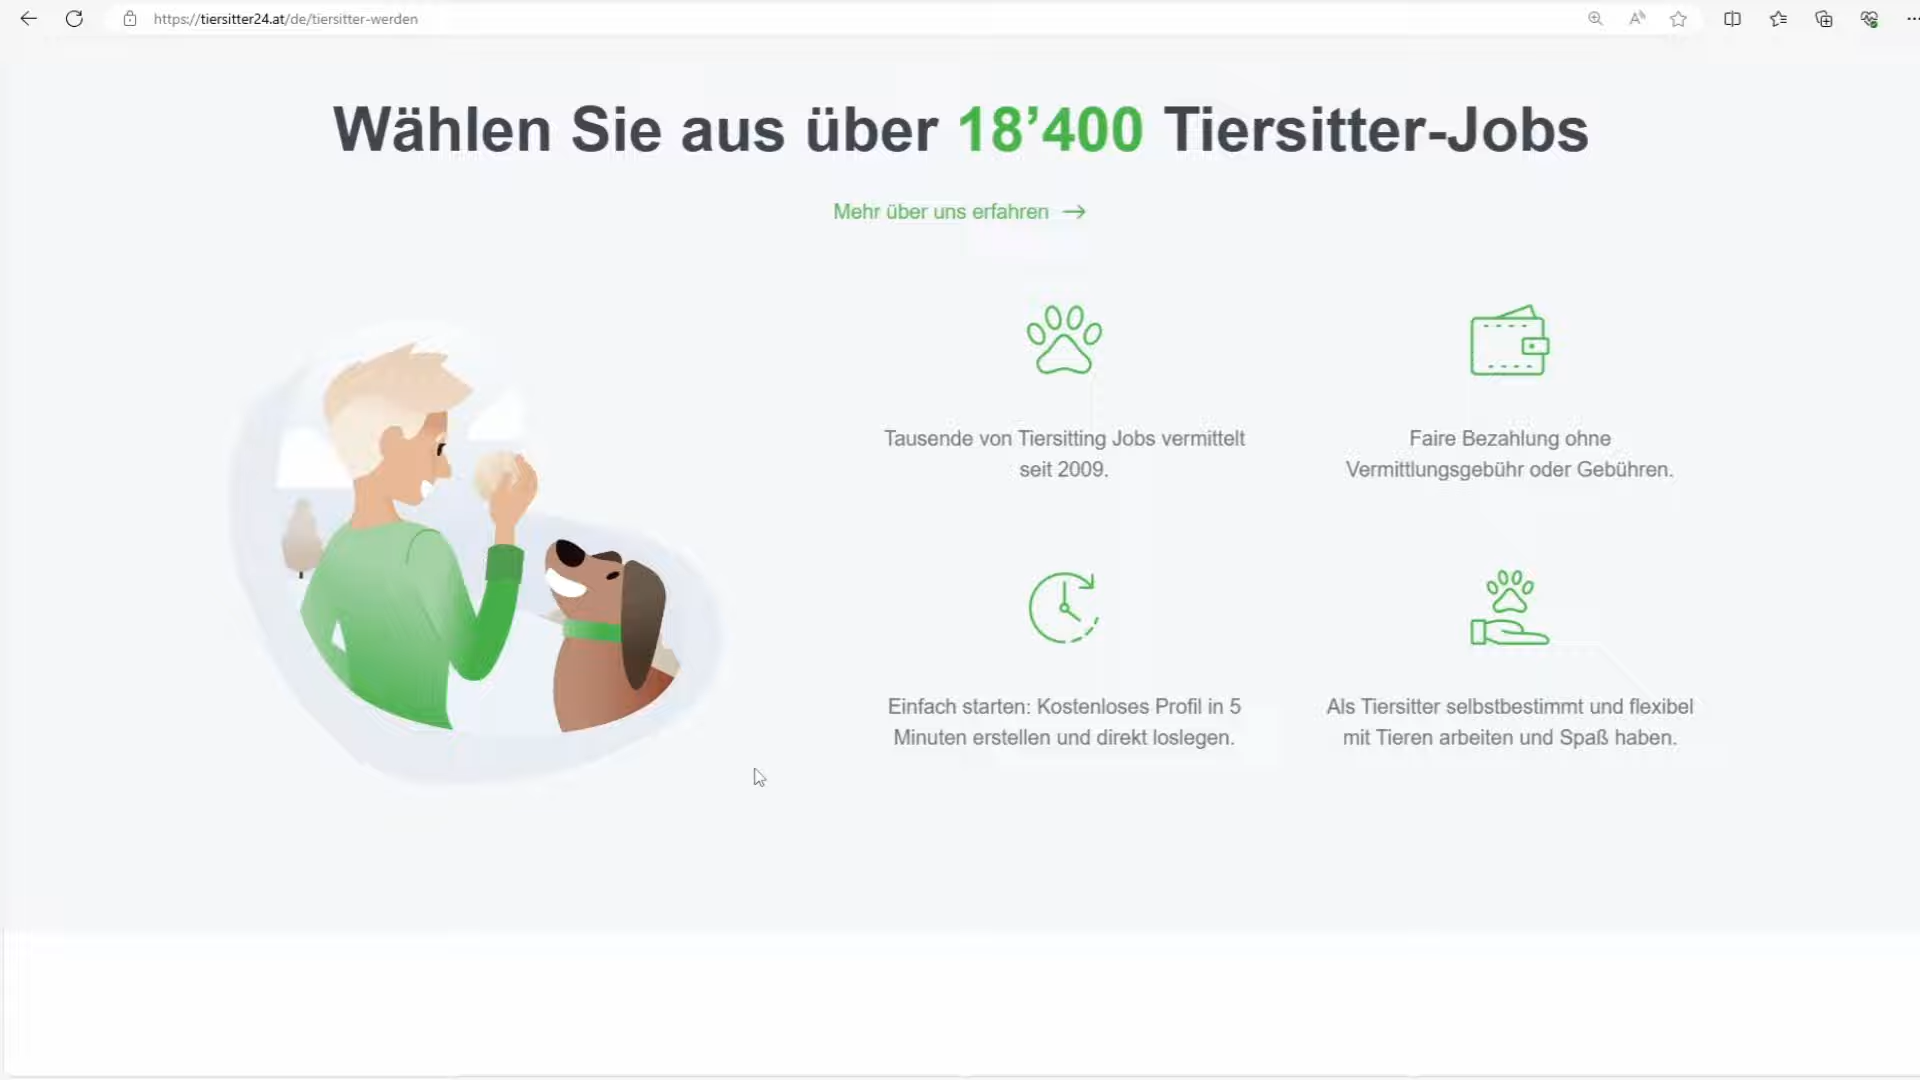 https://tiersitter24.at/de/tiersitter-werden
Wählen Sie aus über 18’400 Tiersitter-Jobs
Mehr über uns erfahren →
Tausende von Tiersitting Jobs vermittelt
seit 2009.
Faire Bezahlung ohne
Vermittlungsgebühr oder Gebühren.
Einfach starten: Kostenloses Profil in 5
Minuten erstellen und direkt loslegen.
Als Tiersitter selbstbestimmt und flexibel
mit Tieren arbeiten und Spaß haben.